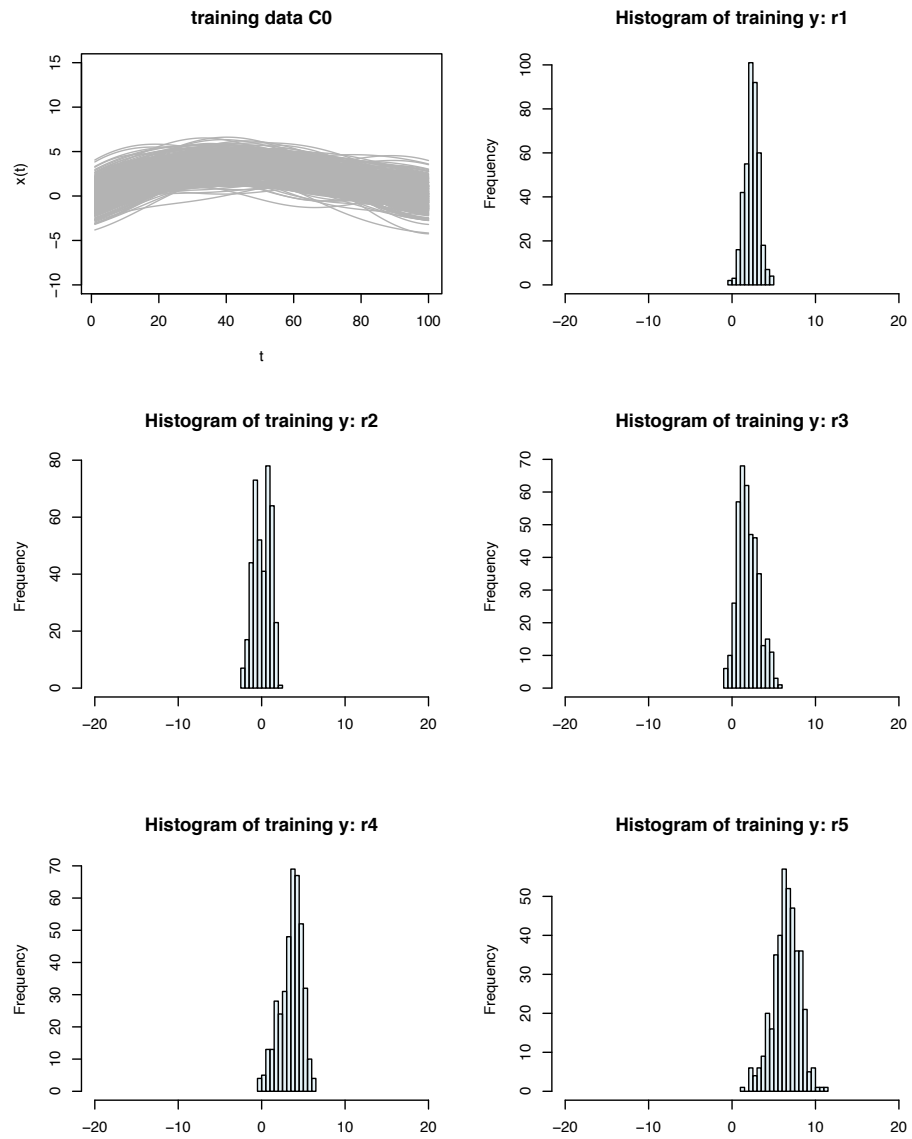 training data C0
x(t)
15
10
5
0
−5
−10
0 20 40 60 80 100
t
Histogram of training y: r1
Frequency
100
80
60
40
20
0
−20 −10 0 10 20
Histogram of training y: r2
Frequency
80
60
40
20
0
−20 −10 0 10 20
Histogram of training y: r3
Frequency
70
60
50
40
30
20
10
0
−20 −10 0 10 20
Histogram of training y: r4
Frequency
70
60
50
40
30
20
10
0
−20 −10 0 10 20
Histogram of training y: r5
Frequency
50
40
30
20
10
0
−20 −10 0 10 20